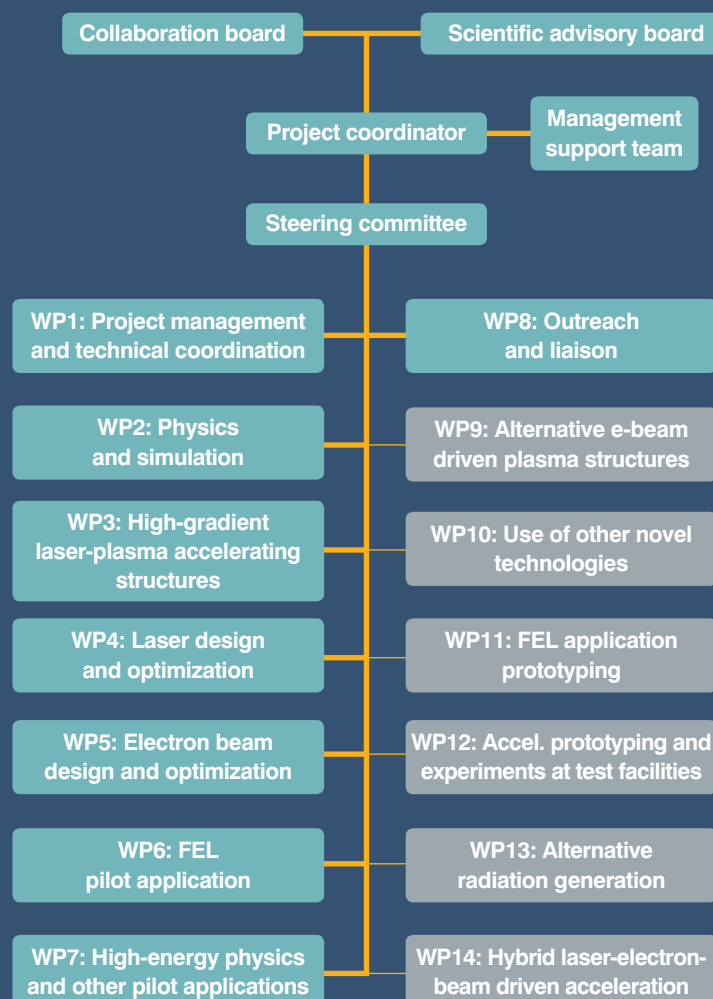 Collaboration board
Scientific advisory board
Project coordinator
Management
support team
Steering committee
WP1: Project management
and technical coordination
WP8: Outreach
and liaison
WP2: Physics
and simulation
WP9: Alternative e-beam
driven plasma structures
WP3: High-gradient
laser-plasma accelerating
structures
WP10: Use of other novel
technologies
WP4: Laser design
and optimization
WP11: FEL application
prototyping
WP5: Electron beam
design and optimization
WP12: Accel. prototyping and
experiments at test facilities
WP6: FEL
pilot application
WP13: Alternative
radiation generation
WP7: High-energy physics
and other pilot applications
WP14: Hybrid laser-electron-
beam driven acceleration